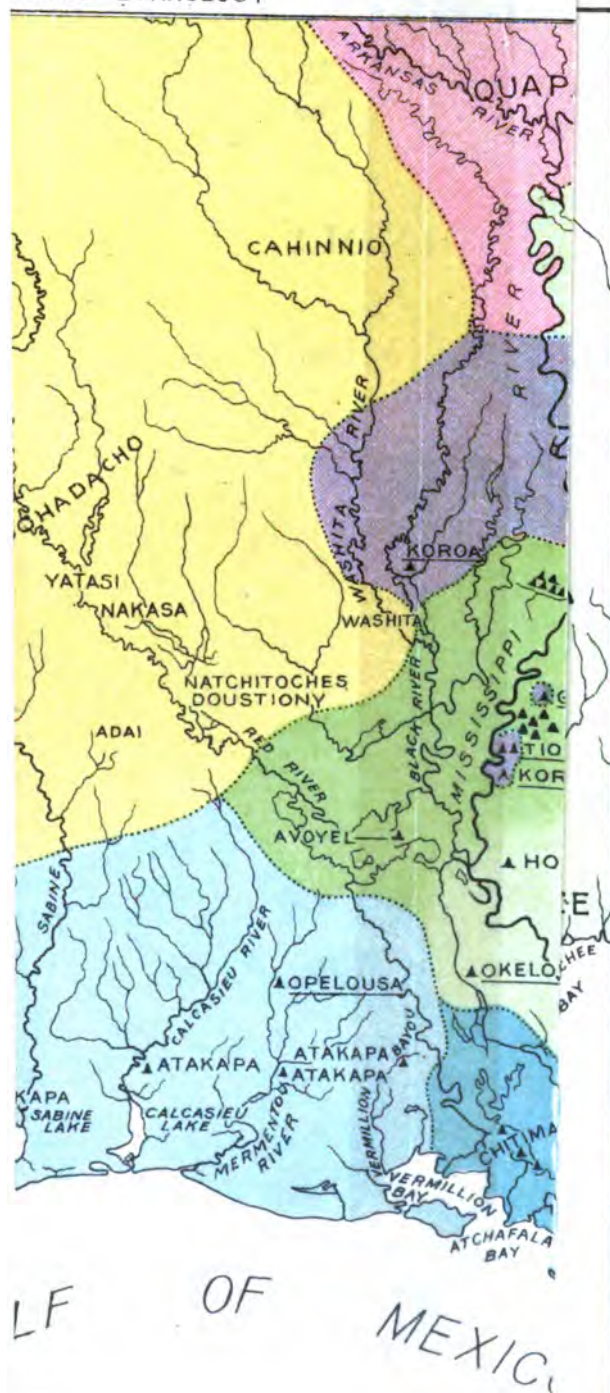 ARKANSAS
RIVER
QUAP
CAHINNIO
RIVER
RIVER
WASHITA
KOROA
YATASI
NAKASA
WASHITA
NATCHITOCHES
DOUSTIONY
MISSISSIPPI
BLACK RIVER
ADAI
RED RIVER
TIO
KOR
AVOYEL
HO
SABINE
CALCASIEU RIVER
OPELOUSA
OKELO
CHEE
BAY
ATAKAPA
ATAKAPA
ATAKAPA
BAYOU
KAPA
SABINE
LAKE
CALCASIEU
LAKE
MERMENTOU
RIVER
VERMILLION
CHITIMA
VERMILLION
BAY
ATCHAFALA
BAY
LF OF MEXIC